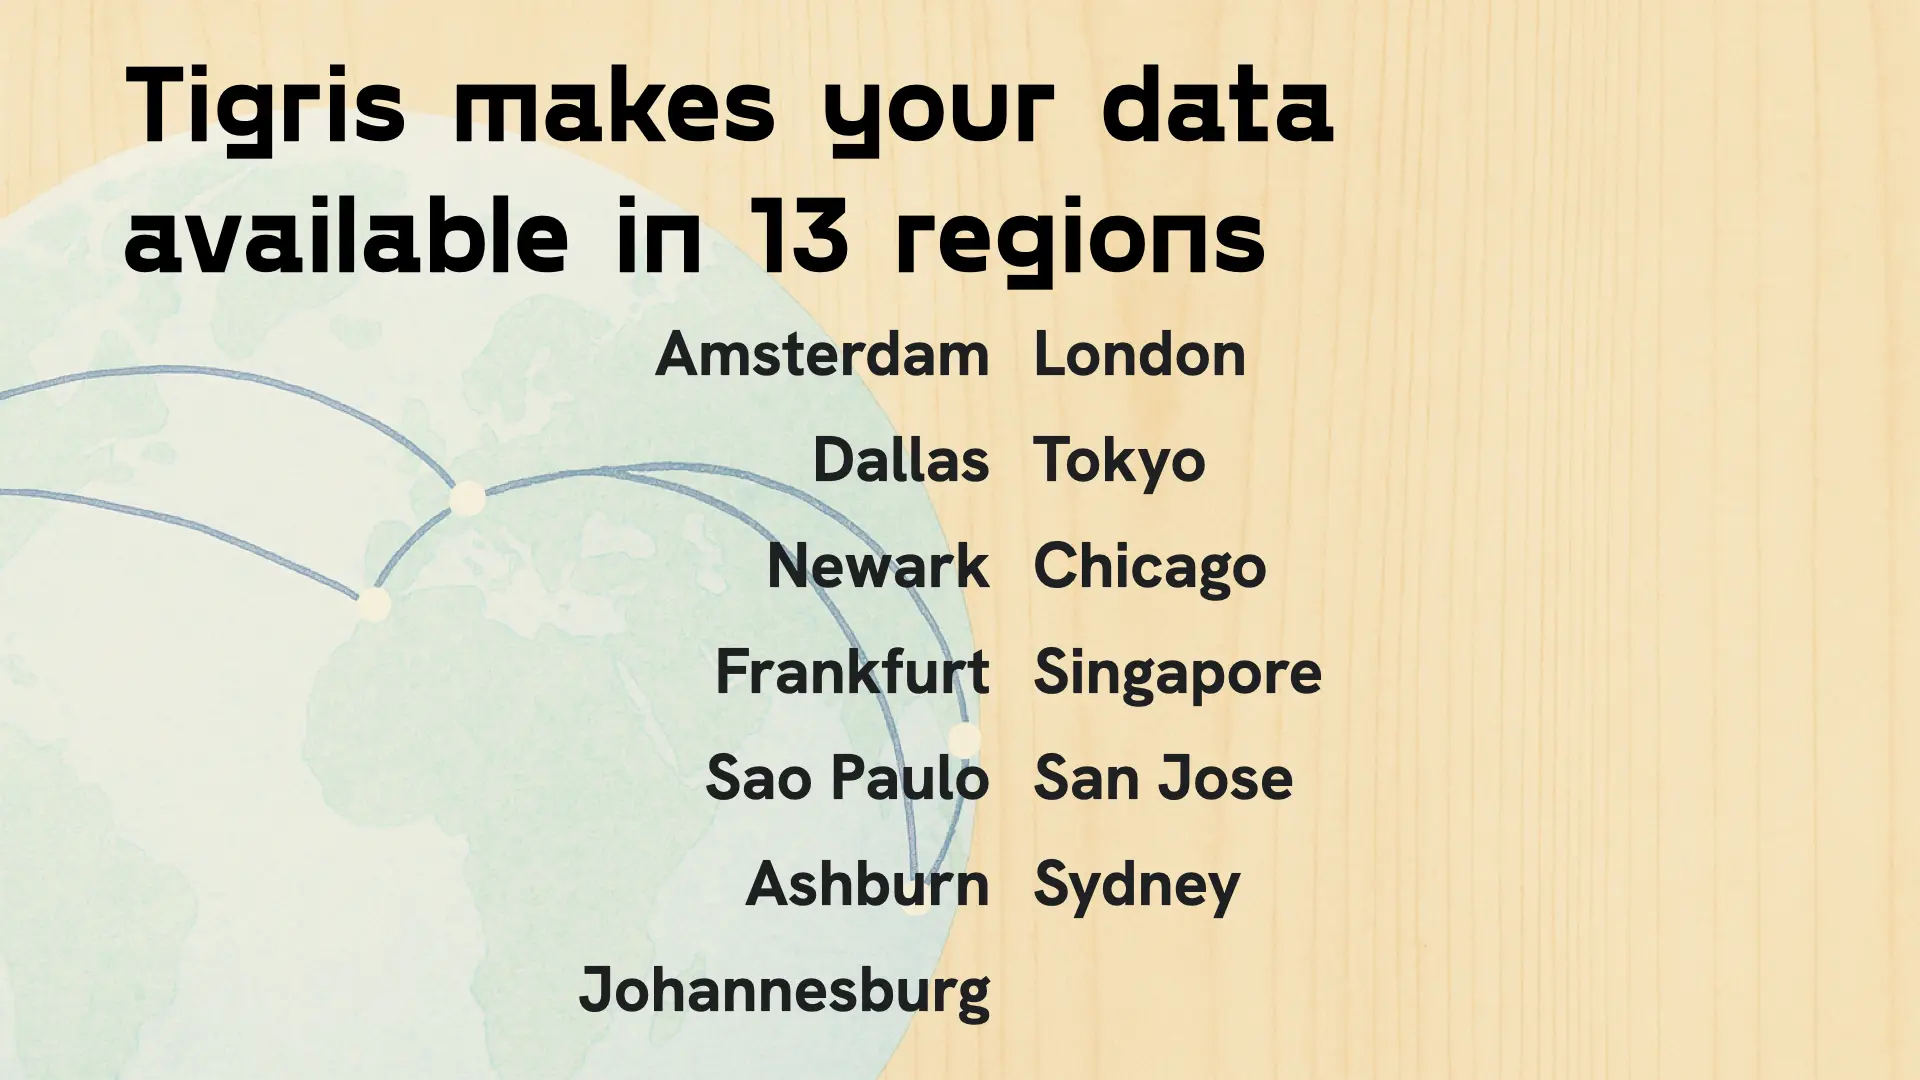 Tigris makes your data
available in 13 regions
Amsterdam London
Dallas Tokyo
Newark Chicago
Frankfurt Singapore
Sao Paulo San Jose
Ashburn Sydney
Johannesburg